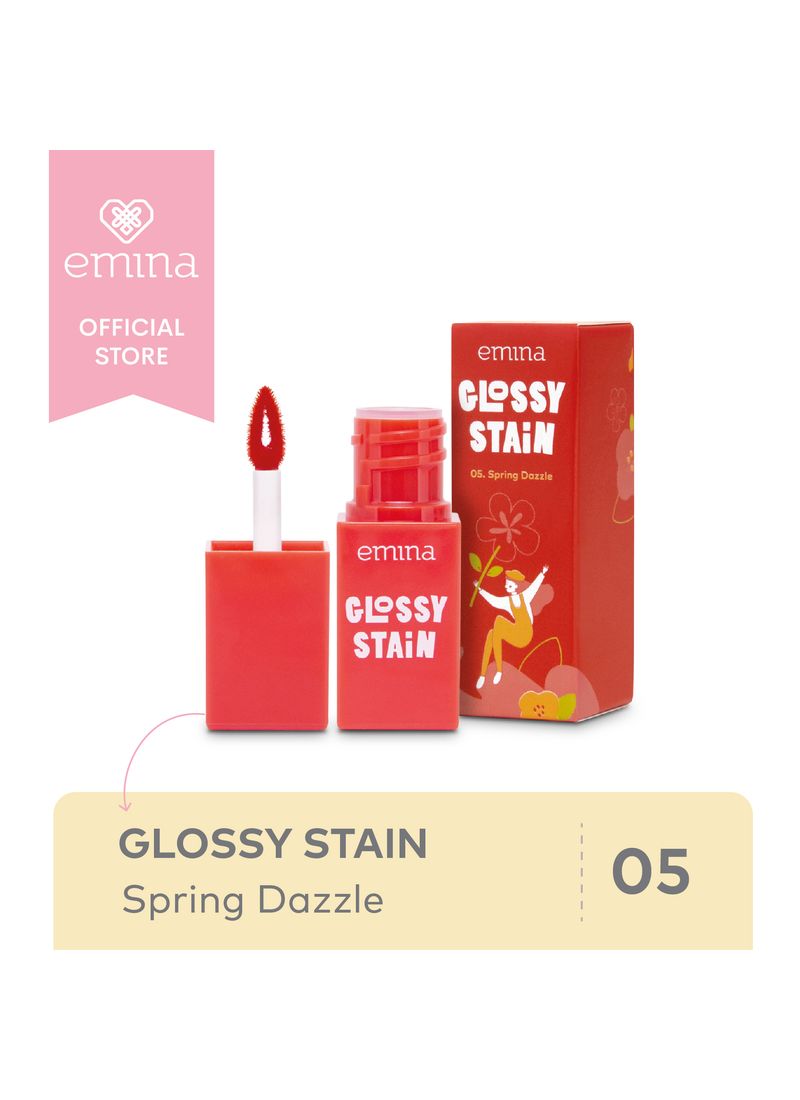 emina
OFFICIAL
STORE
emina
GLOSSY
STAiN
05. Spring Dazzle
emina
GLOSSY
STAiN
GLOSSY STAIN
Spring Dazzle
05